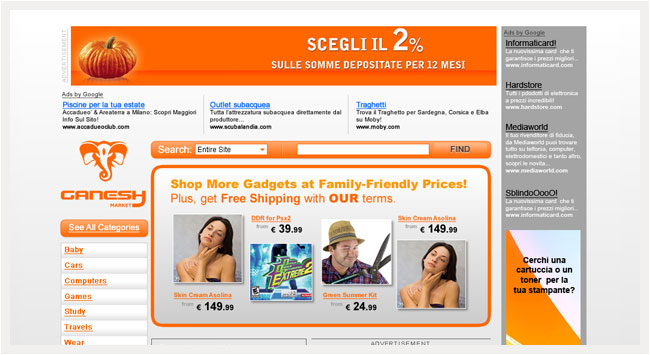 ADVERTISEMENT
SCEGLI IL 2%
SULLE SOMME DEPOSITATE PER 12 MESI
Ads by Google
Piscine per la tua estate
Accadueo' & Areaterra a Milano: Scopri Maggiori
Info Sul Sito!
www.accadueoclub.com
Outlet subacquea
Tutta l'attrezzatura subacquea direttamente dal
produttore...
www.scubalandia.com
Traghetti
Trova il Traghetto per Sardegna, Corsica e Elba
su Moby!
www.moby.com
Ads by Google
Informaticard!
La nuovissima card che ti
garantisce i prezzi migliori...
www.informaticard.com
Hardstore
Tutti i prodotti di elettronica
a prezzi incredibili!
www.hardstore.com
Mediaworld
Il tuo rivenditore di fiducia,
da Mediaworld puoi trovare
tutto su telfonia, computer,
elettrodomestici e tanto altro,
scopri le novita...
www.mediaworld.com
SblindoOooO!
La nuovissima card che ti
garantisce i prezzi migliori...
www.informaticard.com
Cerchi una
cartuccia o un
toner per la
tua stampante?
GANESH
MARKET
Search:
Entire Site
FIND
Shop More Gadgets at Family-Friendly Prices!
Plus, get Free Shipping with OUR terms.
Skin Cream Asolina
from € 149.99
DDR for Psx2
from € 39.99
EXTREME 2
Green Summer Kit
from € 24.99
Skin Cream Asolina
from € 149.99
See All Categories
Baby
Cars
Computers
Games
Study
Travels
Wear
ADVERTISEMENT